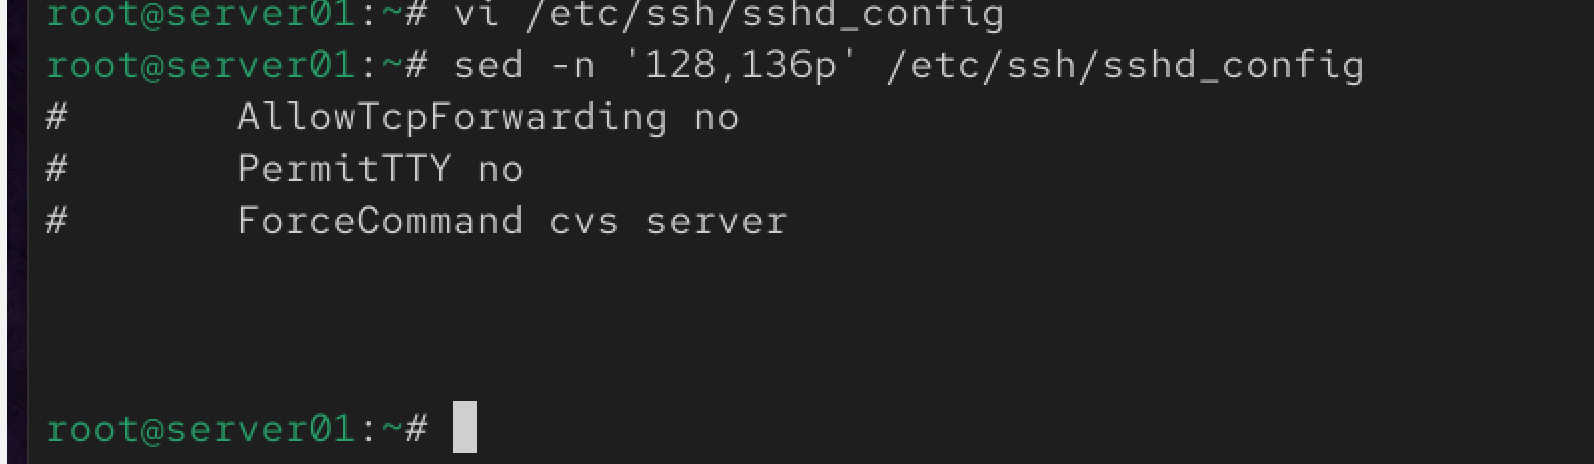 root@server01:~# vi /etc/ssh/sshd_config
root@server01:~# sed -n '128,136p' /etc/ssh/sshd_config
#       AllowTcpForwarding no
#       PermitTTY no
#       ForceCommand cvs server
root@server01:~#